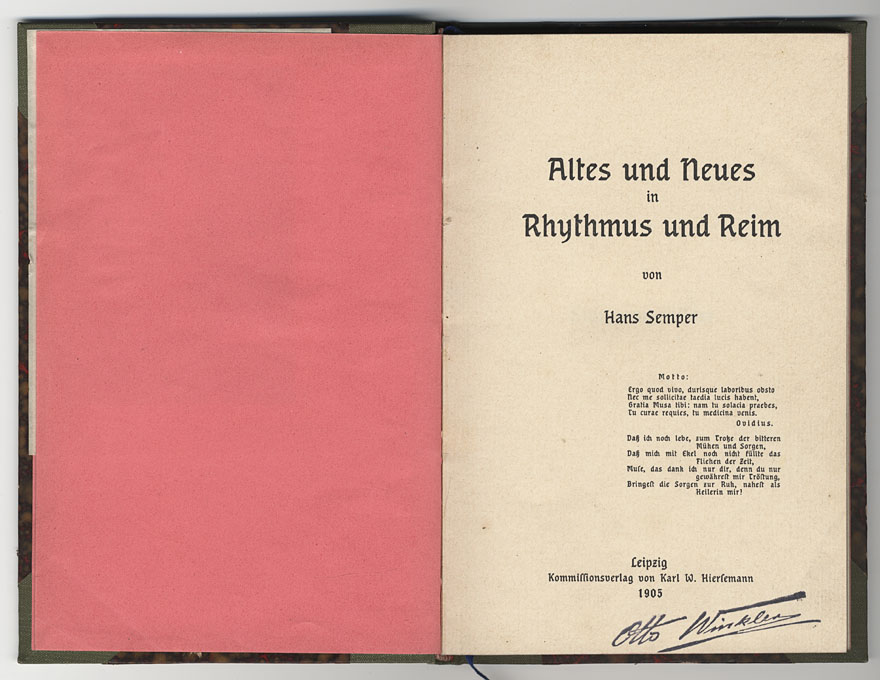 Altes und Neues
in
Rhythmus und Reim
von
Hans Semper
Motto:
Ergo quod vivo, durisque laboribus obsto
Nec me sollicitae taedia lucis habent,
Gratia Musa tibi: nam tu solacia praebes,
Tu curae requies, tu medicina venis.
Ovidius.
Daß ich noch lebe, zum Trotze der bitteren
Mühen und Sorgen,
Daß mich mit Ekel noch nicht füllte das
Fliehen der Zeit,
Muſe, das dank ich nur dir, denn du nur
gewähreſt mir Tröſtung,
Bringeſt die Sorgen zur Ruh, naheſt als
Heilerin mir!
Leipzig
Kommiſſionsverlag von Karl W. Hierſemann
1905
Otto Winkler